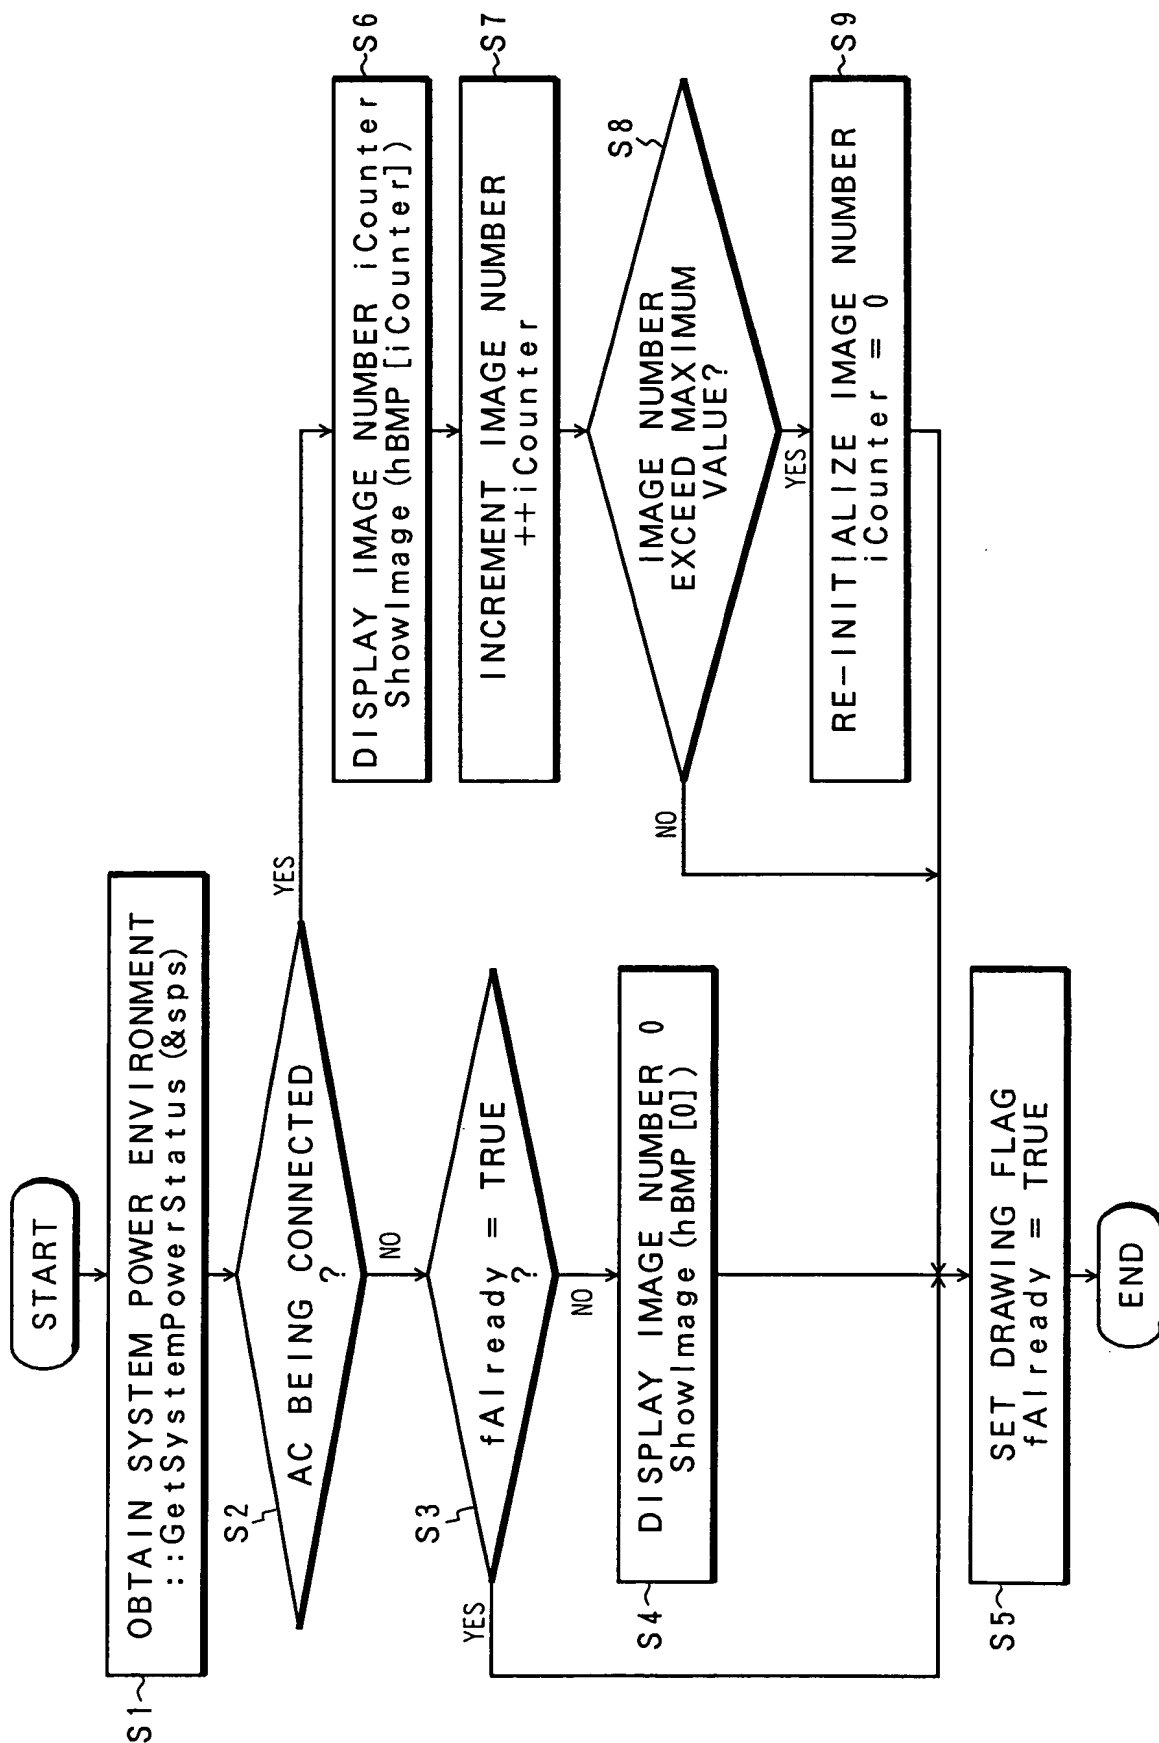 START
S1
OBTAIN SYSTEM POWER ENVIRONMENT
::GetSystemPowerStatus (&sps)
S2
AC BEING CONNECTED
?
YES
NO
S3
fAlready = TRUE
?
YES
NO
S4
DISPLAY IMAGE NUMBER 0
ShowImage (hBMP [0])
S5
SET DRAWING FLAG
fAlready = TRUE
END
S6
DISPLAY IMAGE NUMBER iCounter
ShowImage (hBMP [iCounter])
S7
INCREMENT IMAGE NUMBER
++iCounter
S8
IMAGE NUMBER
EXCEED MAXIMUM
VALUE?
NO
YES
S9
RE-INITIALIZE IMAGE NUMBER
iCounter = 0